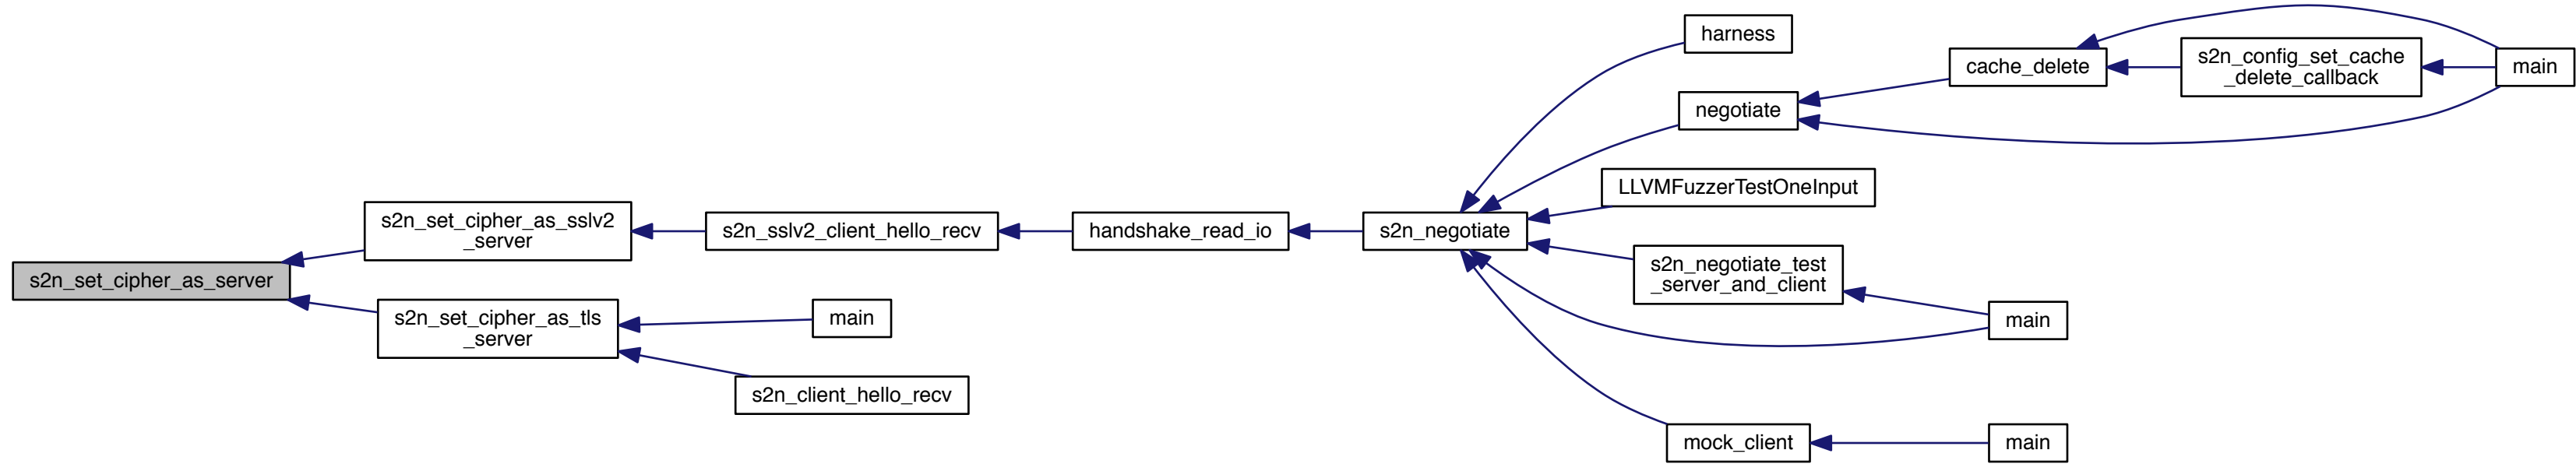 s2n_set_cipher_as_server
s2n_set_cipher_as_sslv2
_server
s2n_set_cipher_as_tls
_server
s2n_sslv2_client_hello_recv
main
s2n_client_hello_recv
handshake_read_io
s2n_negotiate
harness
negotiate
LLVMFuzzerTestOneInput
s2n_negotiate_test
_server_and_client
mock_client
cache_delete
main
main
s2n_config_set_cache
_delete_callback
main